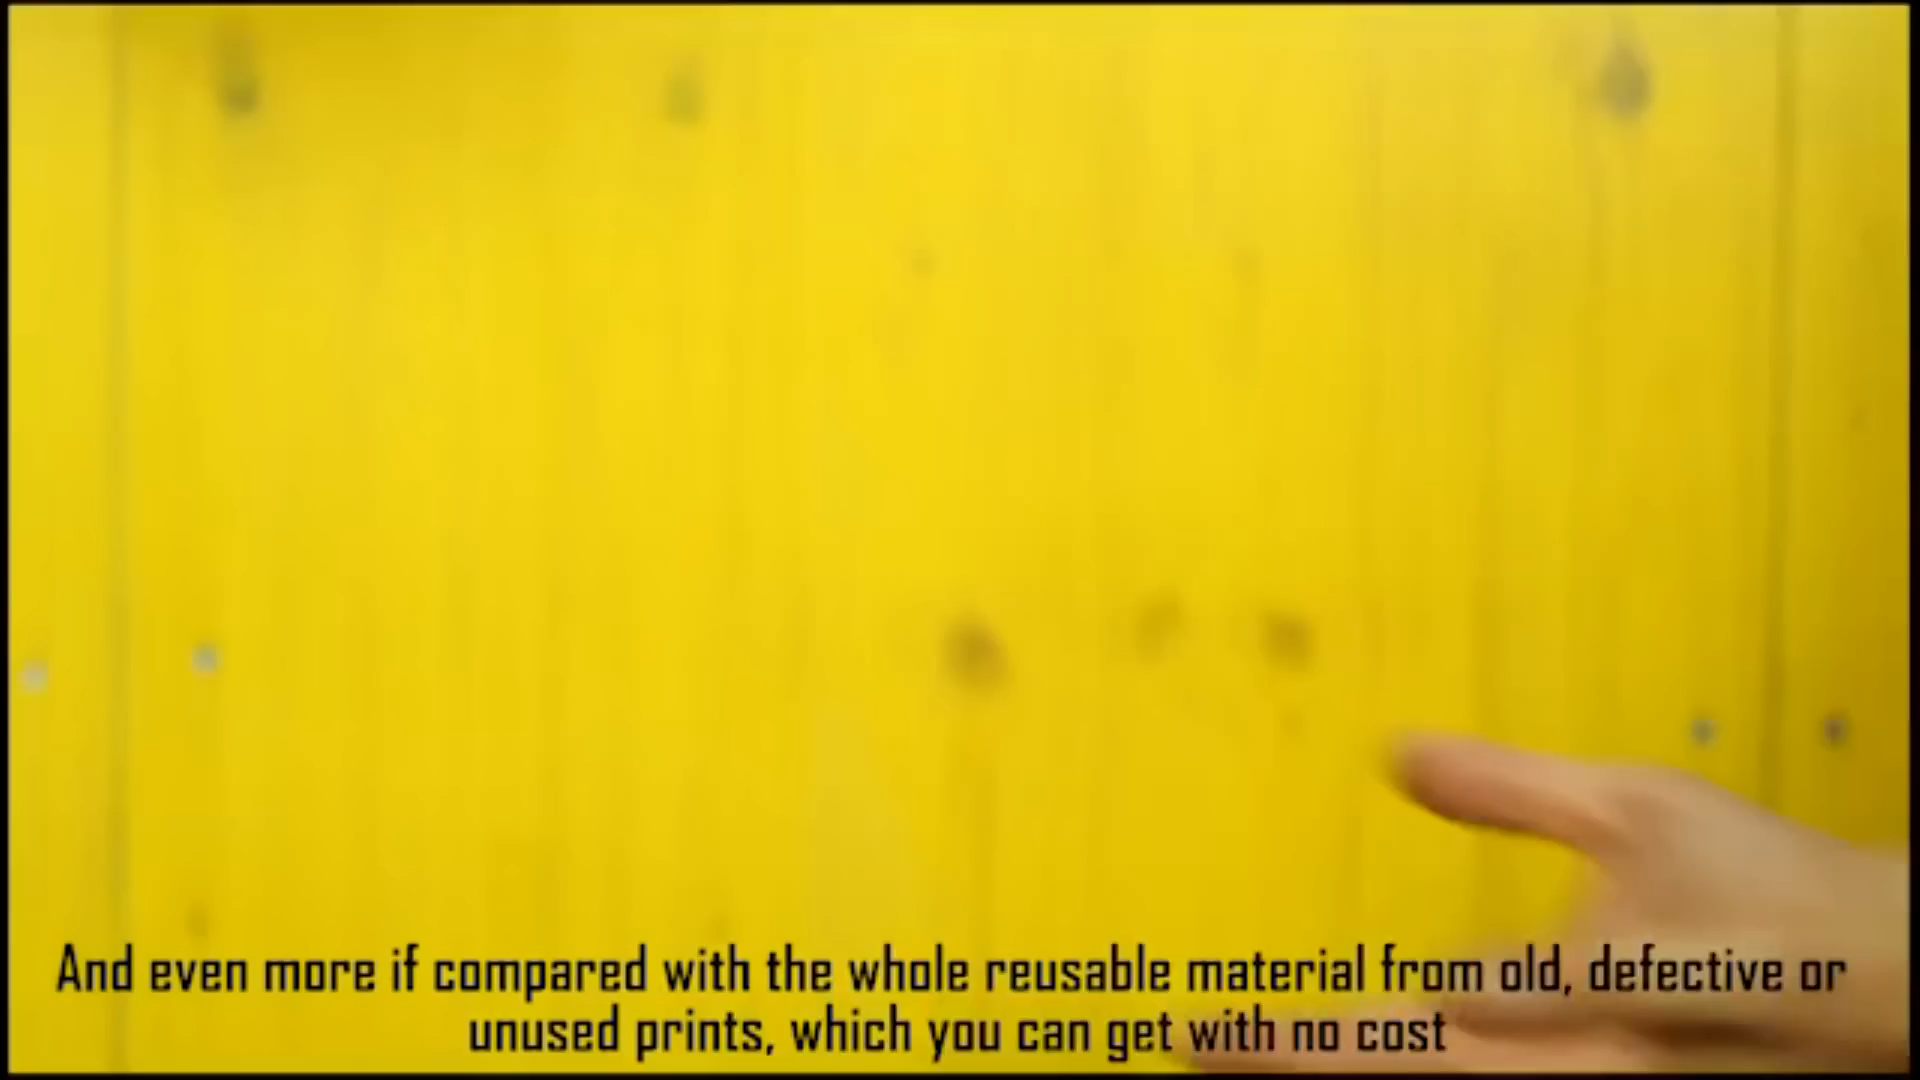 And even more if compared with the whole reusable material from old, defective or
unused prints, which you can get with no cost